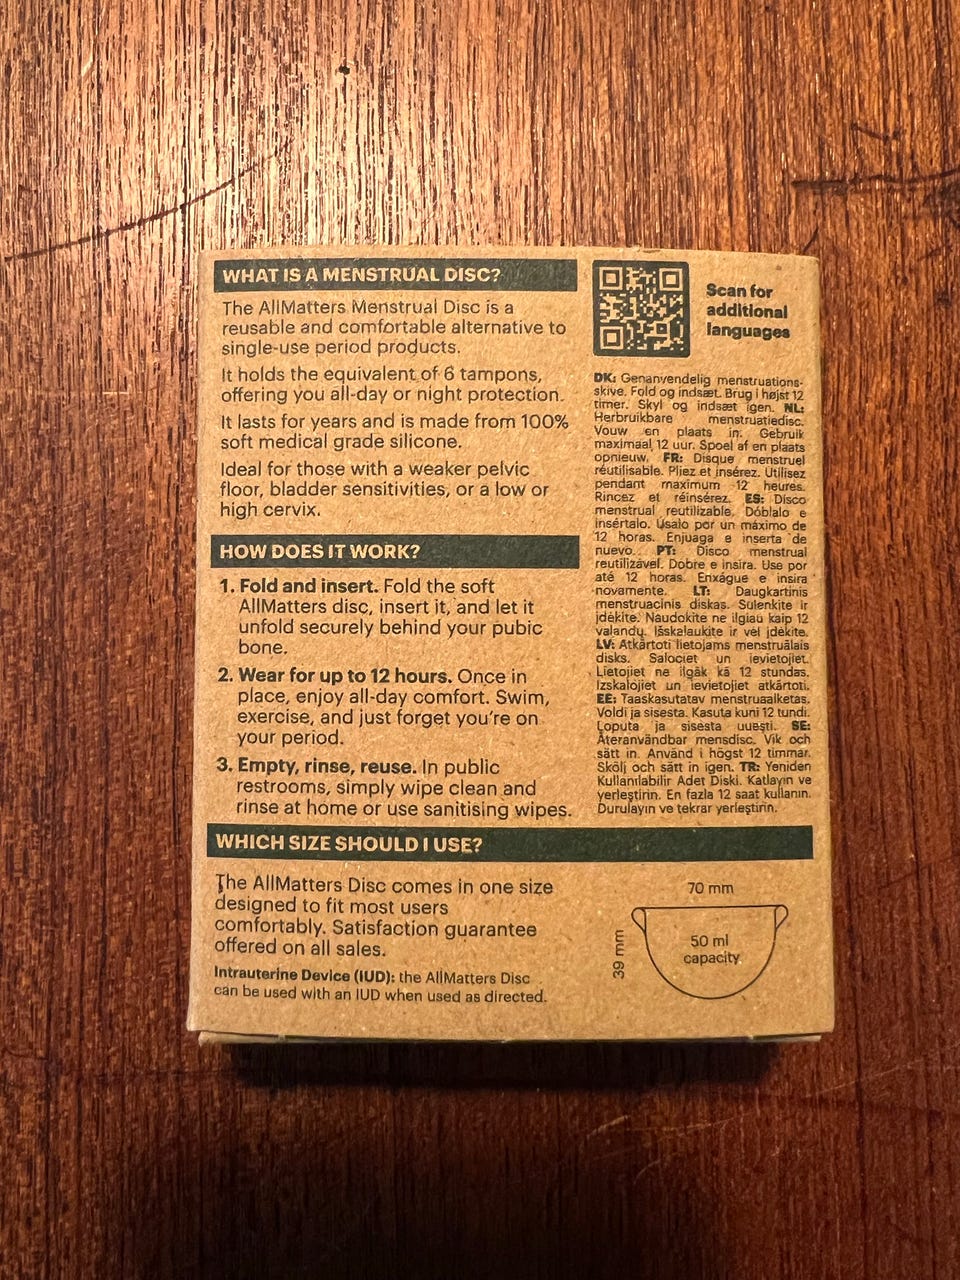 WHAT IS A MENSTRUAL DISC?
The AllMatters Menstrual Disc is a
reusable and comfortable alternative to
single-use period products.
It holds the equivalent of 6 tampons,
offering you all-day or night protection.
It lasts for years and is made from 100%
soft medical grade silicone.
Ideal for those with a weaker pelvic
floor, bladder sensitivities, or a low or
high cervix.
HOW DOES IT WORK?
1. Fold and insert. Fold the soft
AllMatters disc, insert it, and let it
unfold securely behind your pubic
bone.
2. Wear for up to 12 hours. Once in
place, enjoy all-day comfort. Swim,
exercise, and just forget you're on
your period.
3. Empty, rinse, reuse. In public
restrooms, simply wipe clean and
rinse at home or use sanitising wipes.
Scan for
additional
languages
DK: Genanvendelig menstruations-
skive. Fold og indsæt. Brug i højst 12
timer. Skyl og indsæt igen. NL:
Herbruikbare menstruatiedisc.
Vouw en plaats in. Gebruik
maximaal 12 uur. Spoel af en plaats
opnieuw. FR: Disque menstruel
réutilisable. Pliez et insérez. Utilisez
pendant maximum 12 heures.
Rincez et réinsérez. ES: Disco
menstrual reutilizable. Dóblalo e
insértalo. Úsalo por un máximo de
12 horas. Enjuaga e inserta de
nuevo. PT: Disco menstrual
reutilizável. Dobre e insira. Use por
até 12 horas. Enxágue e insira
novamente. LT: Daugkartinis
menstruacinis diskas. Sulenkite ir
įdėkite. Naudokite ne ilgiau kaip 12
valandų. Išskalaukite ir vėl įdėkite.
LV: Atkārtoti lietojams menstruālais
disks. Salociet un ievietojiet.
Lietojiet ne ilgāk kā 12 stundas.
Izskalojiet un ievietojiet atkārtoti.
EE: Taaskasutatav menstruaalketas.
Voldi ja sisesta. Kasuta kuni 12 tundi.
Loputa ja sisesta uuesti. SE:
Återanvändbar mensdisc. Vik och
sätt in. Använd i högst 12 timmar.
Skölj och sätt in igen. TR: Yeniden
Kullanılabilir Adet Diski. Katlayın ve
yerleştirin. En fazla 12 saat kullanın.
Durulayın ve tekrar yerleştirin.
WHICH SIZE SHOULD I USE?
The AllMatters Disc comes in one size
designed to fit most users
comfortably. Satisfaction guarantee
offered on all sales.
Intrauterine Device (IUD): the AllMatters Disc
can be used with an IUD when used as directed.
70 mm
39 mm
50 ml
capacity